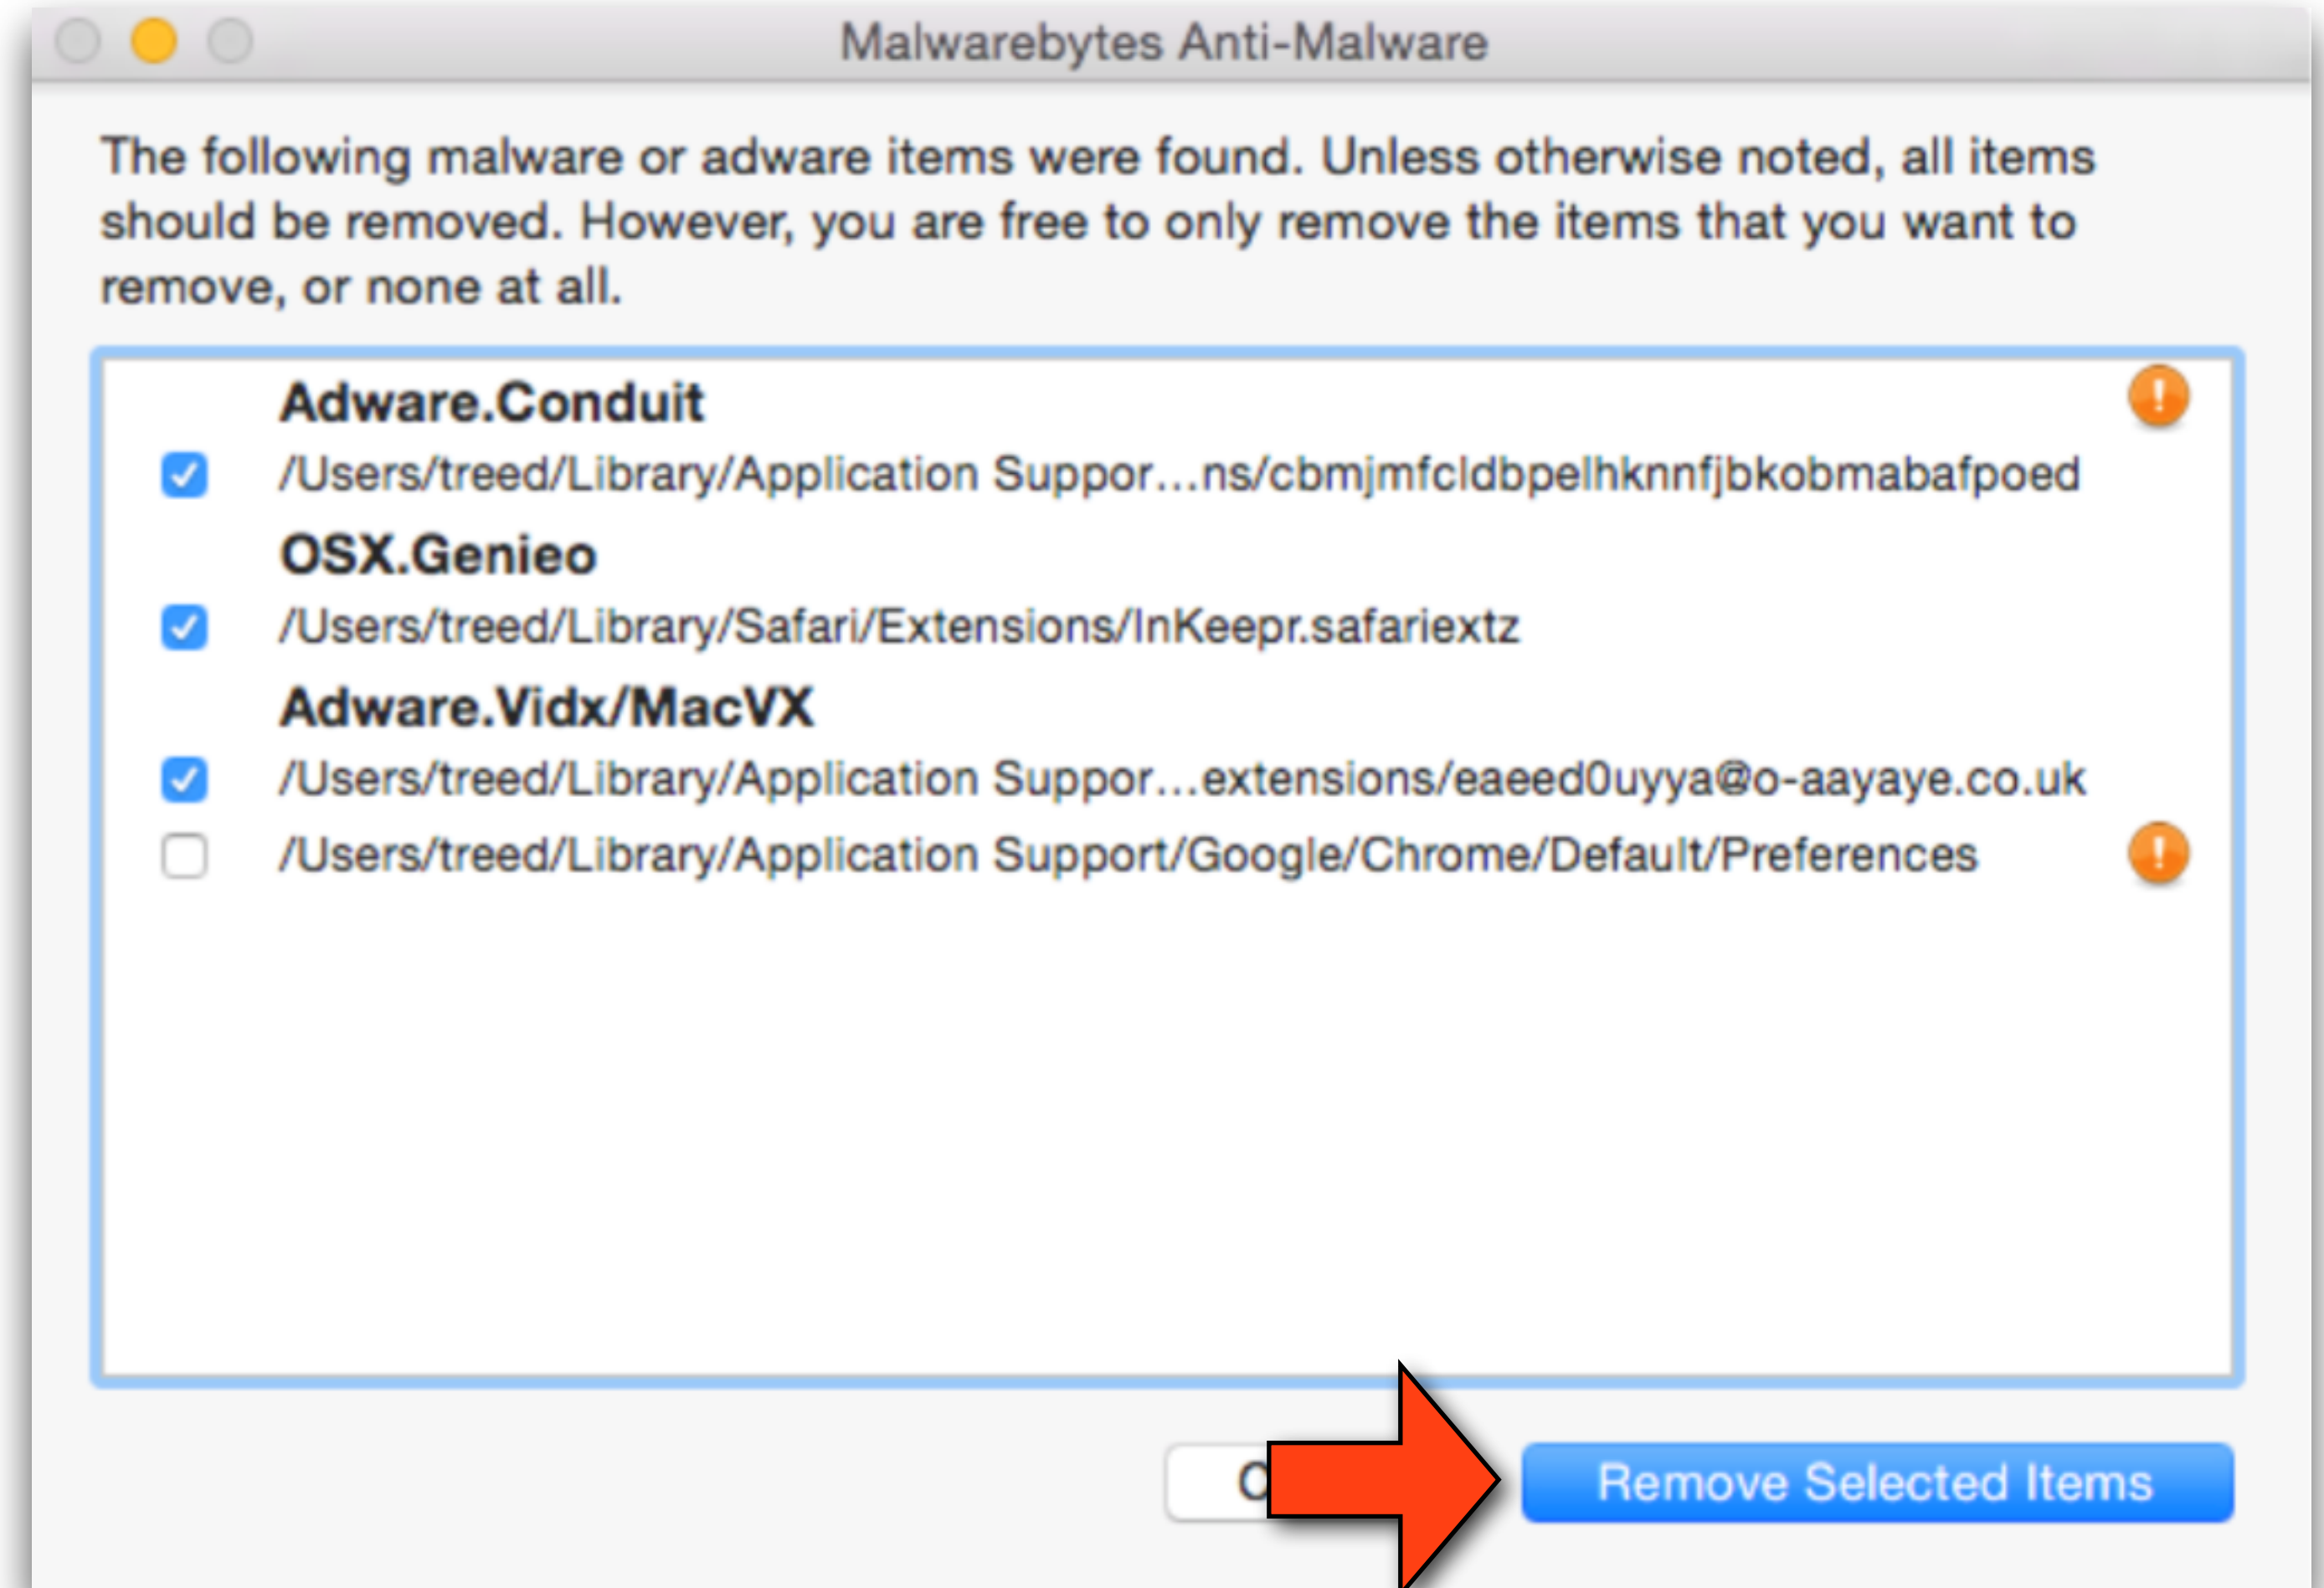 Malwarebytes Anti-Malware
The following malware or adware items were found. Unless otherwise noted, all items
should be removed. However, you are free to only remove the items that you want to
remove, or none at all.
Adware.Conduit
/Users/treed/Library/Application Suppor...ns/cbmjmfcldbpelhknnfjbkobmabafpoed
OSX.Genieo
/Users/treed/Library/Safari/Extensions/InKeepr.safariextz
Adware.Vidx/MacVX
/Users/treed/Library/Application Suppor...extensions/eaeed0uyya@o-aayaye.co.uk
/Users/treed/Library/Application Support/Google/Chrome/Default/Preferences
Remove Selected Items